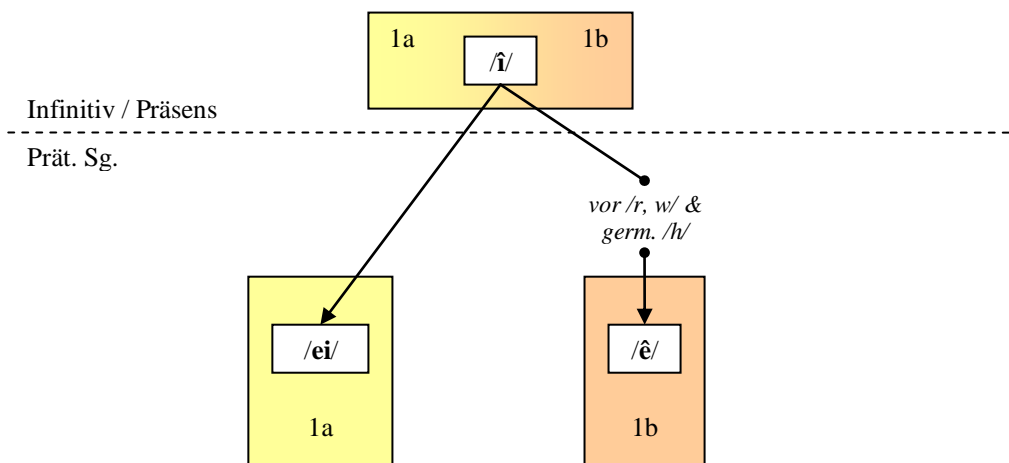 1a 1b
/î/
Infinitiv / Präsens
Prät. Sg.
vor /r, w/ &
germ. /h/
/ei/ /ê/
1a 1b